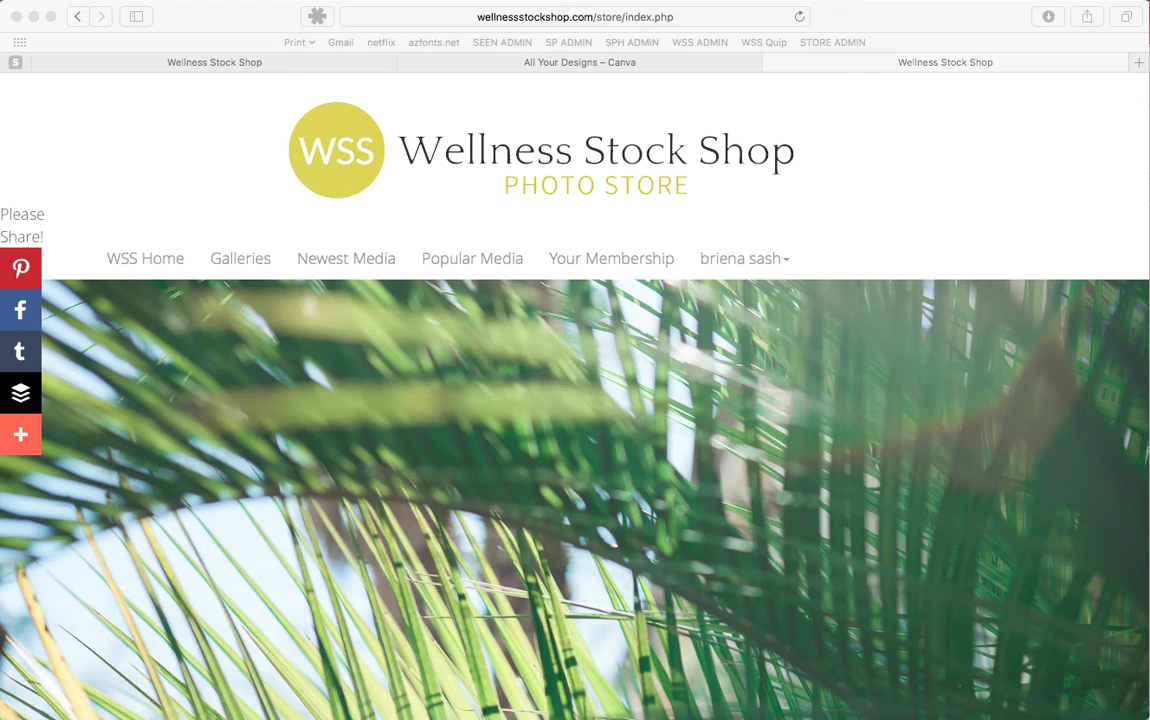 wellnessstockshop.com/store/index.php
Print Gmail netflix azfonts.net SEEN ADMIN SP ADMIN SPH ADMIN WSS ADMIN WSS Quip STORE ADMIN
S Wellness Stock Shop All Your Designs – Canva Wellness Stock Shop
WSS Wellness Stock Shop
PHOTO STORE
Please
Share!
WSS Home Galleries Newest Media Popular Media Your Membership briena sash